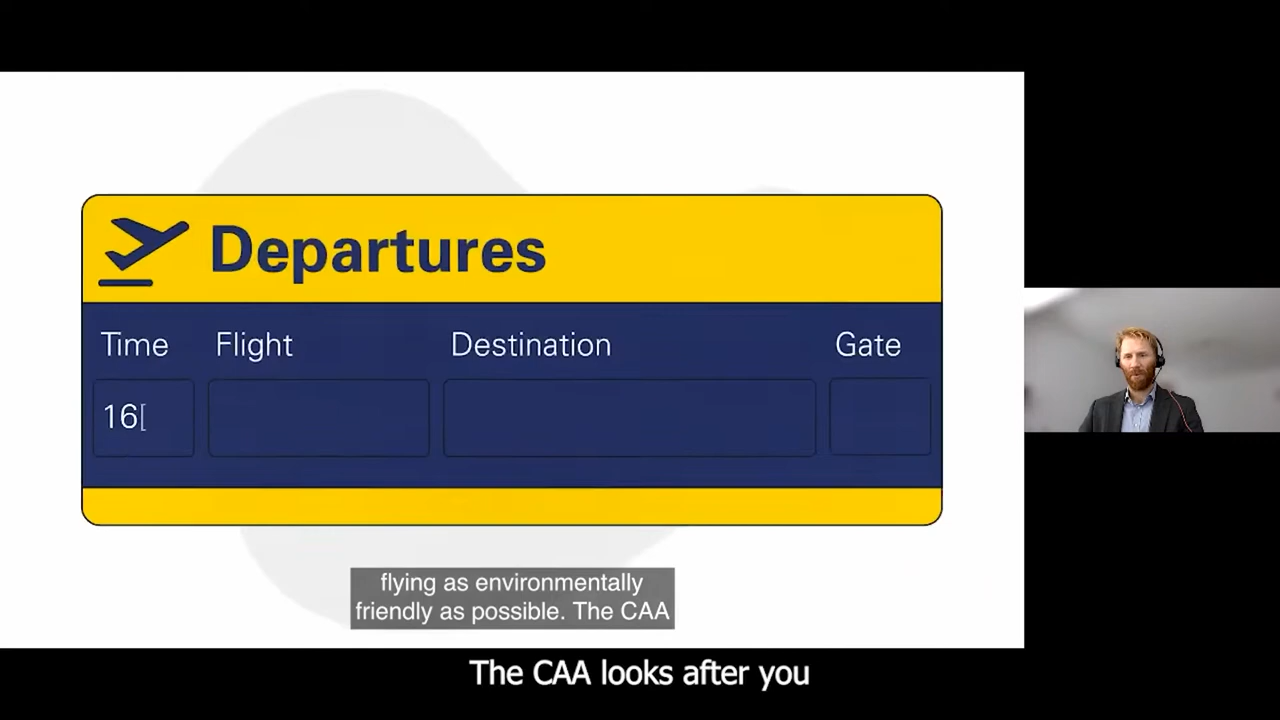 Departures
Time Flight Destination Gate
16[
flying as environmentally
friendly as possible. The CAA
The CAA looks after you